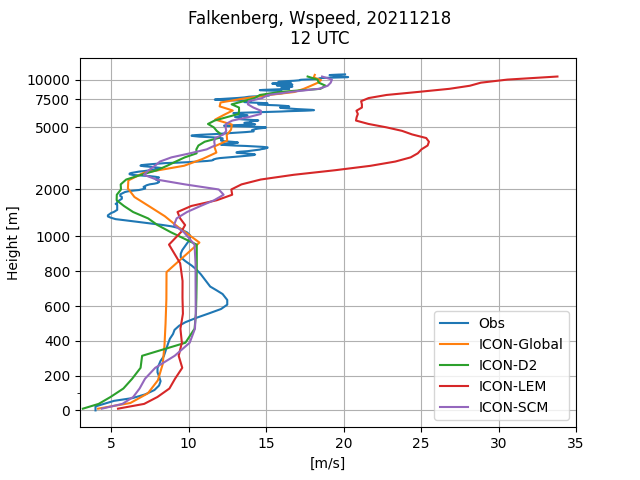 Falkenberg, Wspeed, 20211218
12 UTC
Height [m]
10000
7500
5000
2000
1000
800
600
400
200
0
5
10
15
20
25
30
35
[m/s]
Obs
ICON-Global
ICON-D2
ICON-LEM
ICON-SCM